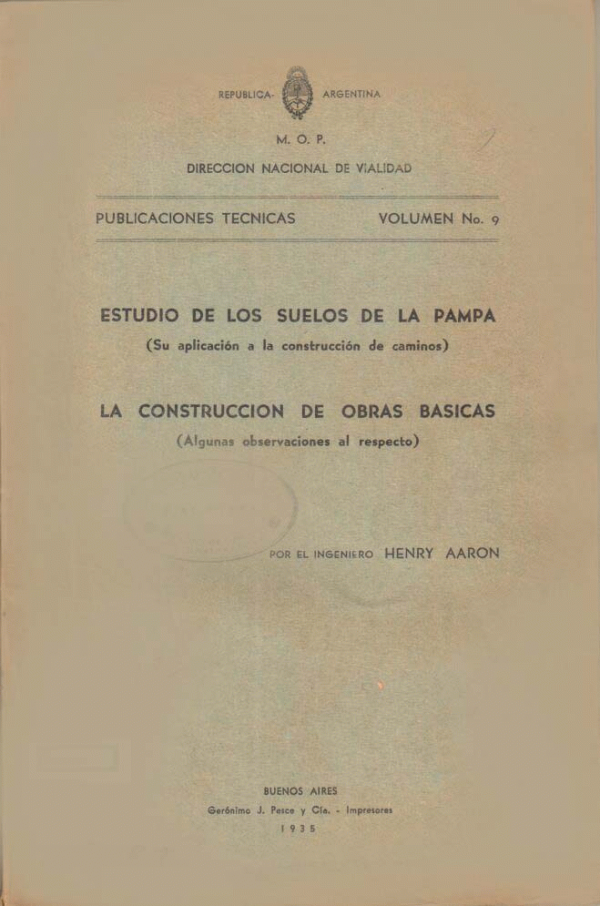 REPUBLICA ARGENTINA
M. O. P.
DIRECCION NACIONAL DE VIALIDAD
PUBLICACIONES TECNICAS VOLUMEN No. 9
ESTUDIO DE LOS SUELOS DE LA PAMPA
(Su aplicación a la construcción de caminos)
LA CONSTRUCCION DE OBRAS BASICAS
(Algunas observaciones al respecto)
POR EL INGENIERO HENRY AARON
BUENOS AIRES
Gerónimo J. Pesce y Cía. - Impresores
1935